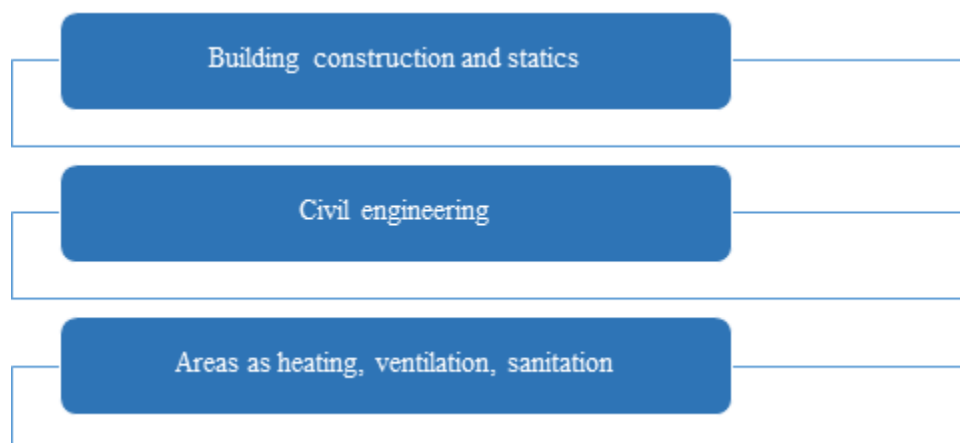 Building construction and statics
Civil engineering
Areas as heating, ventilation, sanitation